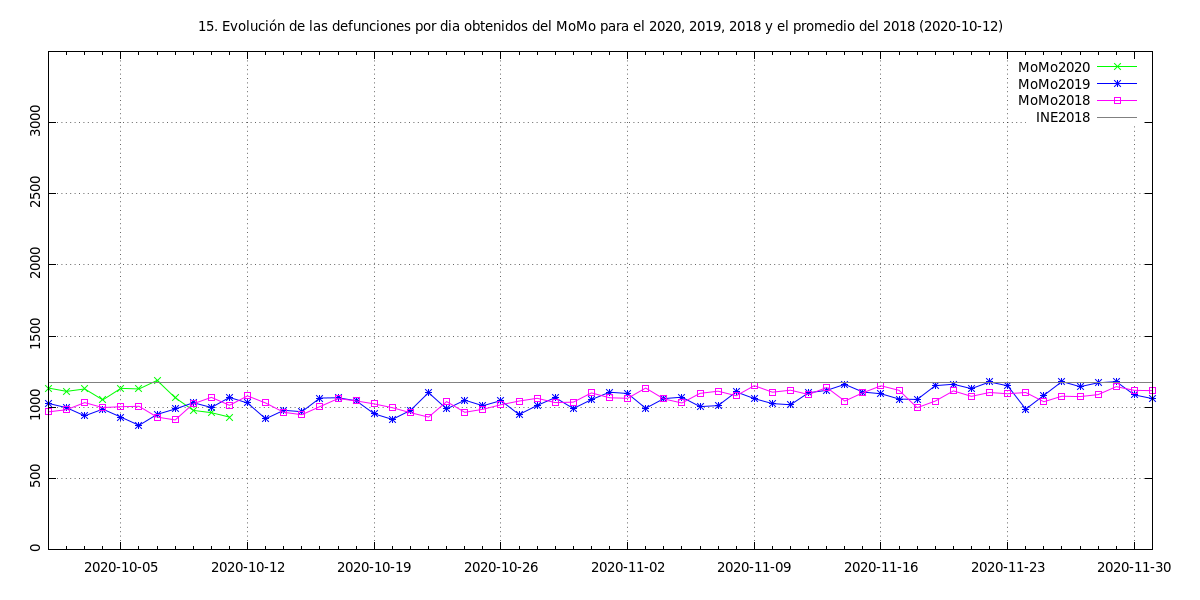 15. Evolución de las defunciones por dia obtenidos del MoMo para el 2020, 2019, 2018 y el promedio del 2018 (2020-10-12)
MoMo2020
MoMo2019
MoMo2018
INE2018
3000
2500
2000
1500
1000
500
0
2020-10-05 2020-10-12 2020-10-19 2020-10-26 2020-11-02 2020-11-09 2020-11-16 2020-11-23 2020-11-30